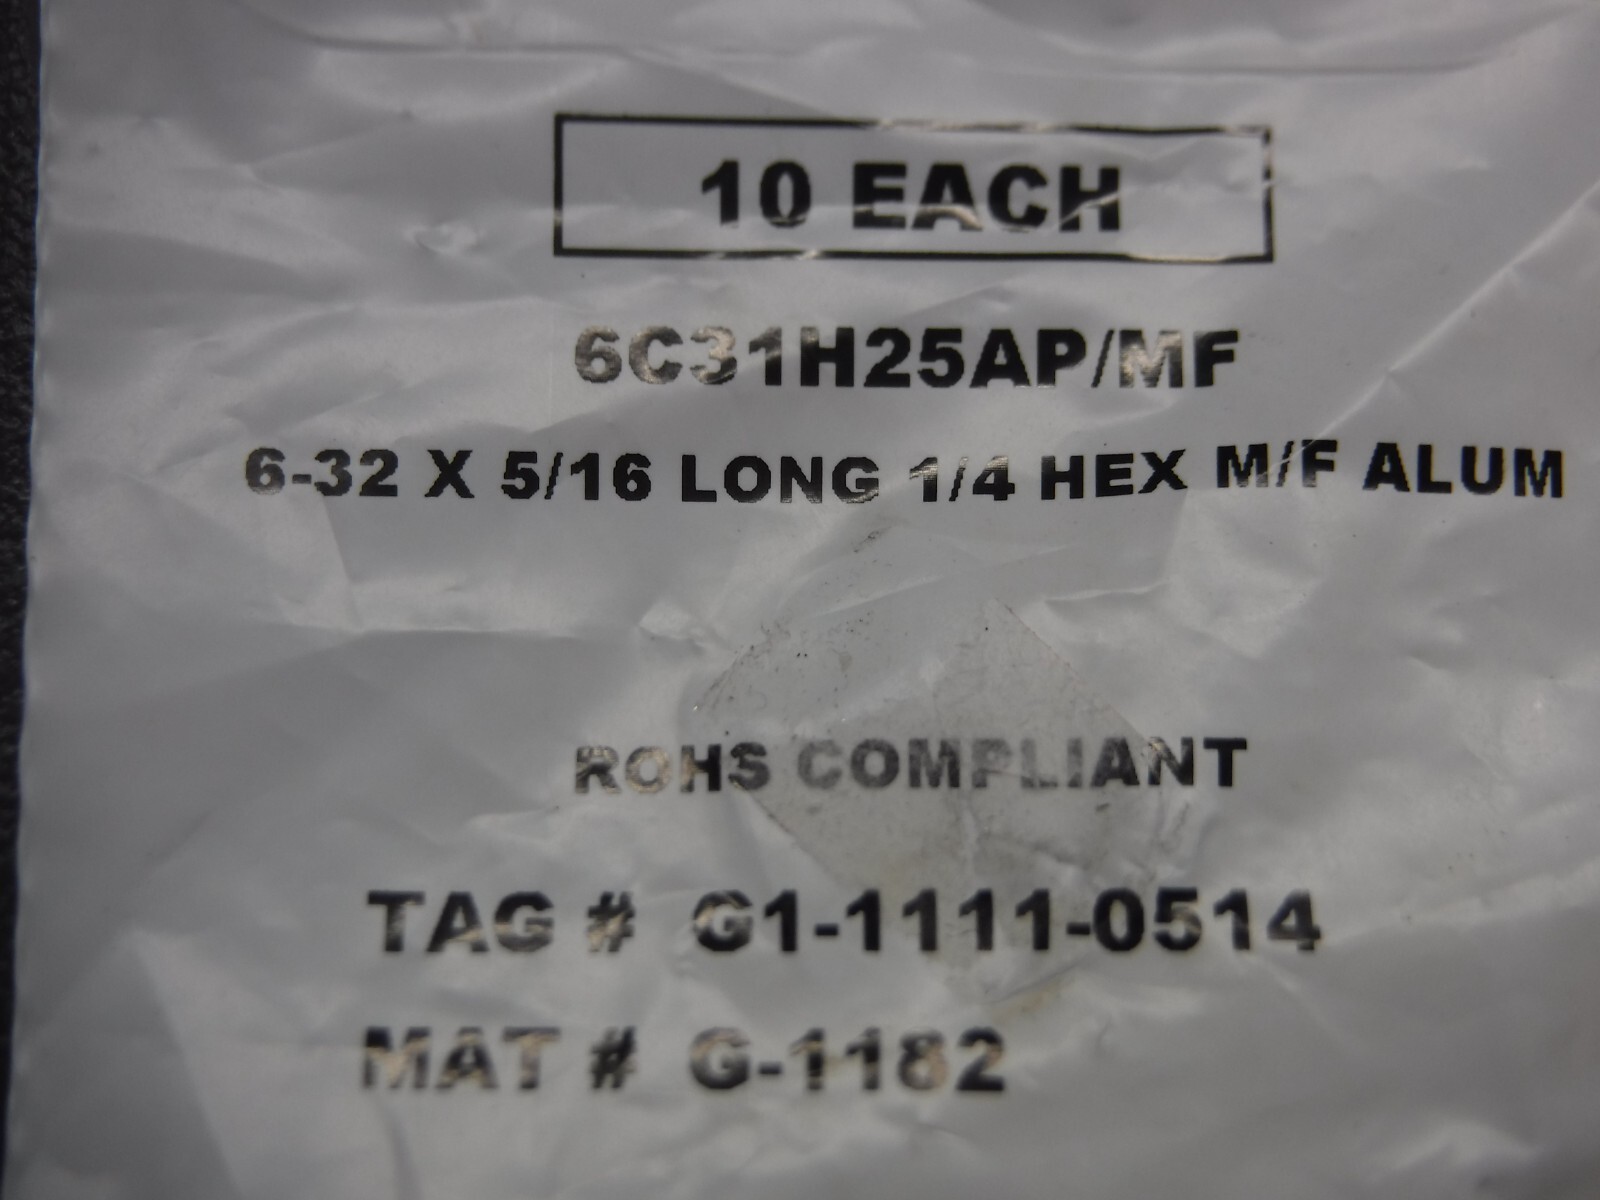 10 EACH
6C31H25AP/MF
6-32 X 5/16 LONG 1/4 HEX M/F ALUM
ROHS COMPLIANT
TAG # G1-1111-0514
MAT # G-1182